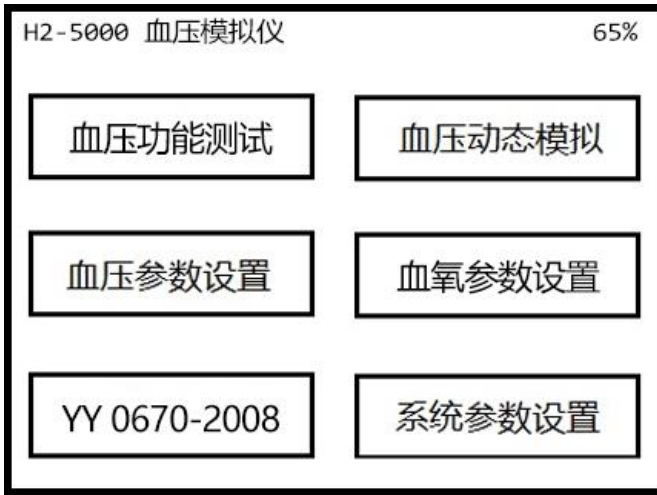 H2-5000 血压模拟仪 65%
血压功能测试 血压动态模拟
血压参数设置 血氧参数设置
YY 0670-2008 系统参数设置